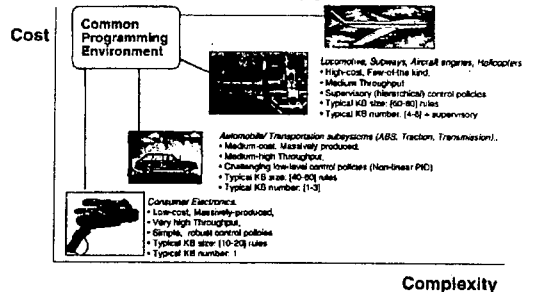 Cost
Common
Programming
Environment
Locomotive, Subways, Aircraft engines, Helicopters
• High-cost, Few-of-the kind,
• Medium Throughput
• Supervisory (hierarchical) control policies
• Typical KB size: [60-80] rules
• Typical KB number: [4-6] + supervisory
Automobile/ Transportation subsystems (ABS, Traction, Transmission),.
• Medium-cost, Massively produced,
• Medium-high Throughput,
• Challenging low-level control policies (Non-linear PID)
• Typical KB size: [40-60] rules
• Typical KB number: [1-3]
Consumer Electronics.
• Low-cost, Massively-produced,
• Very high Throughput,
• Simple, robust control policies
• Typical KB size: [10-20] rules
• Typical KB number: 1
Complexity